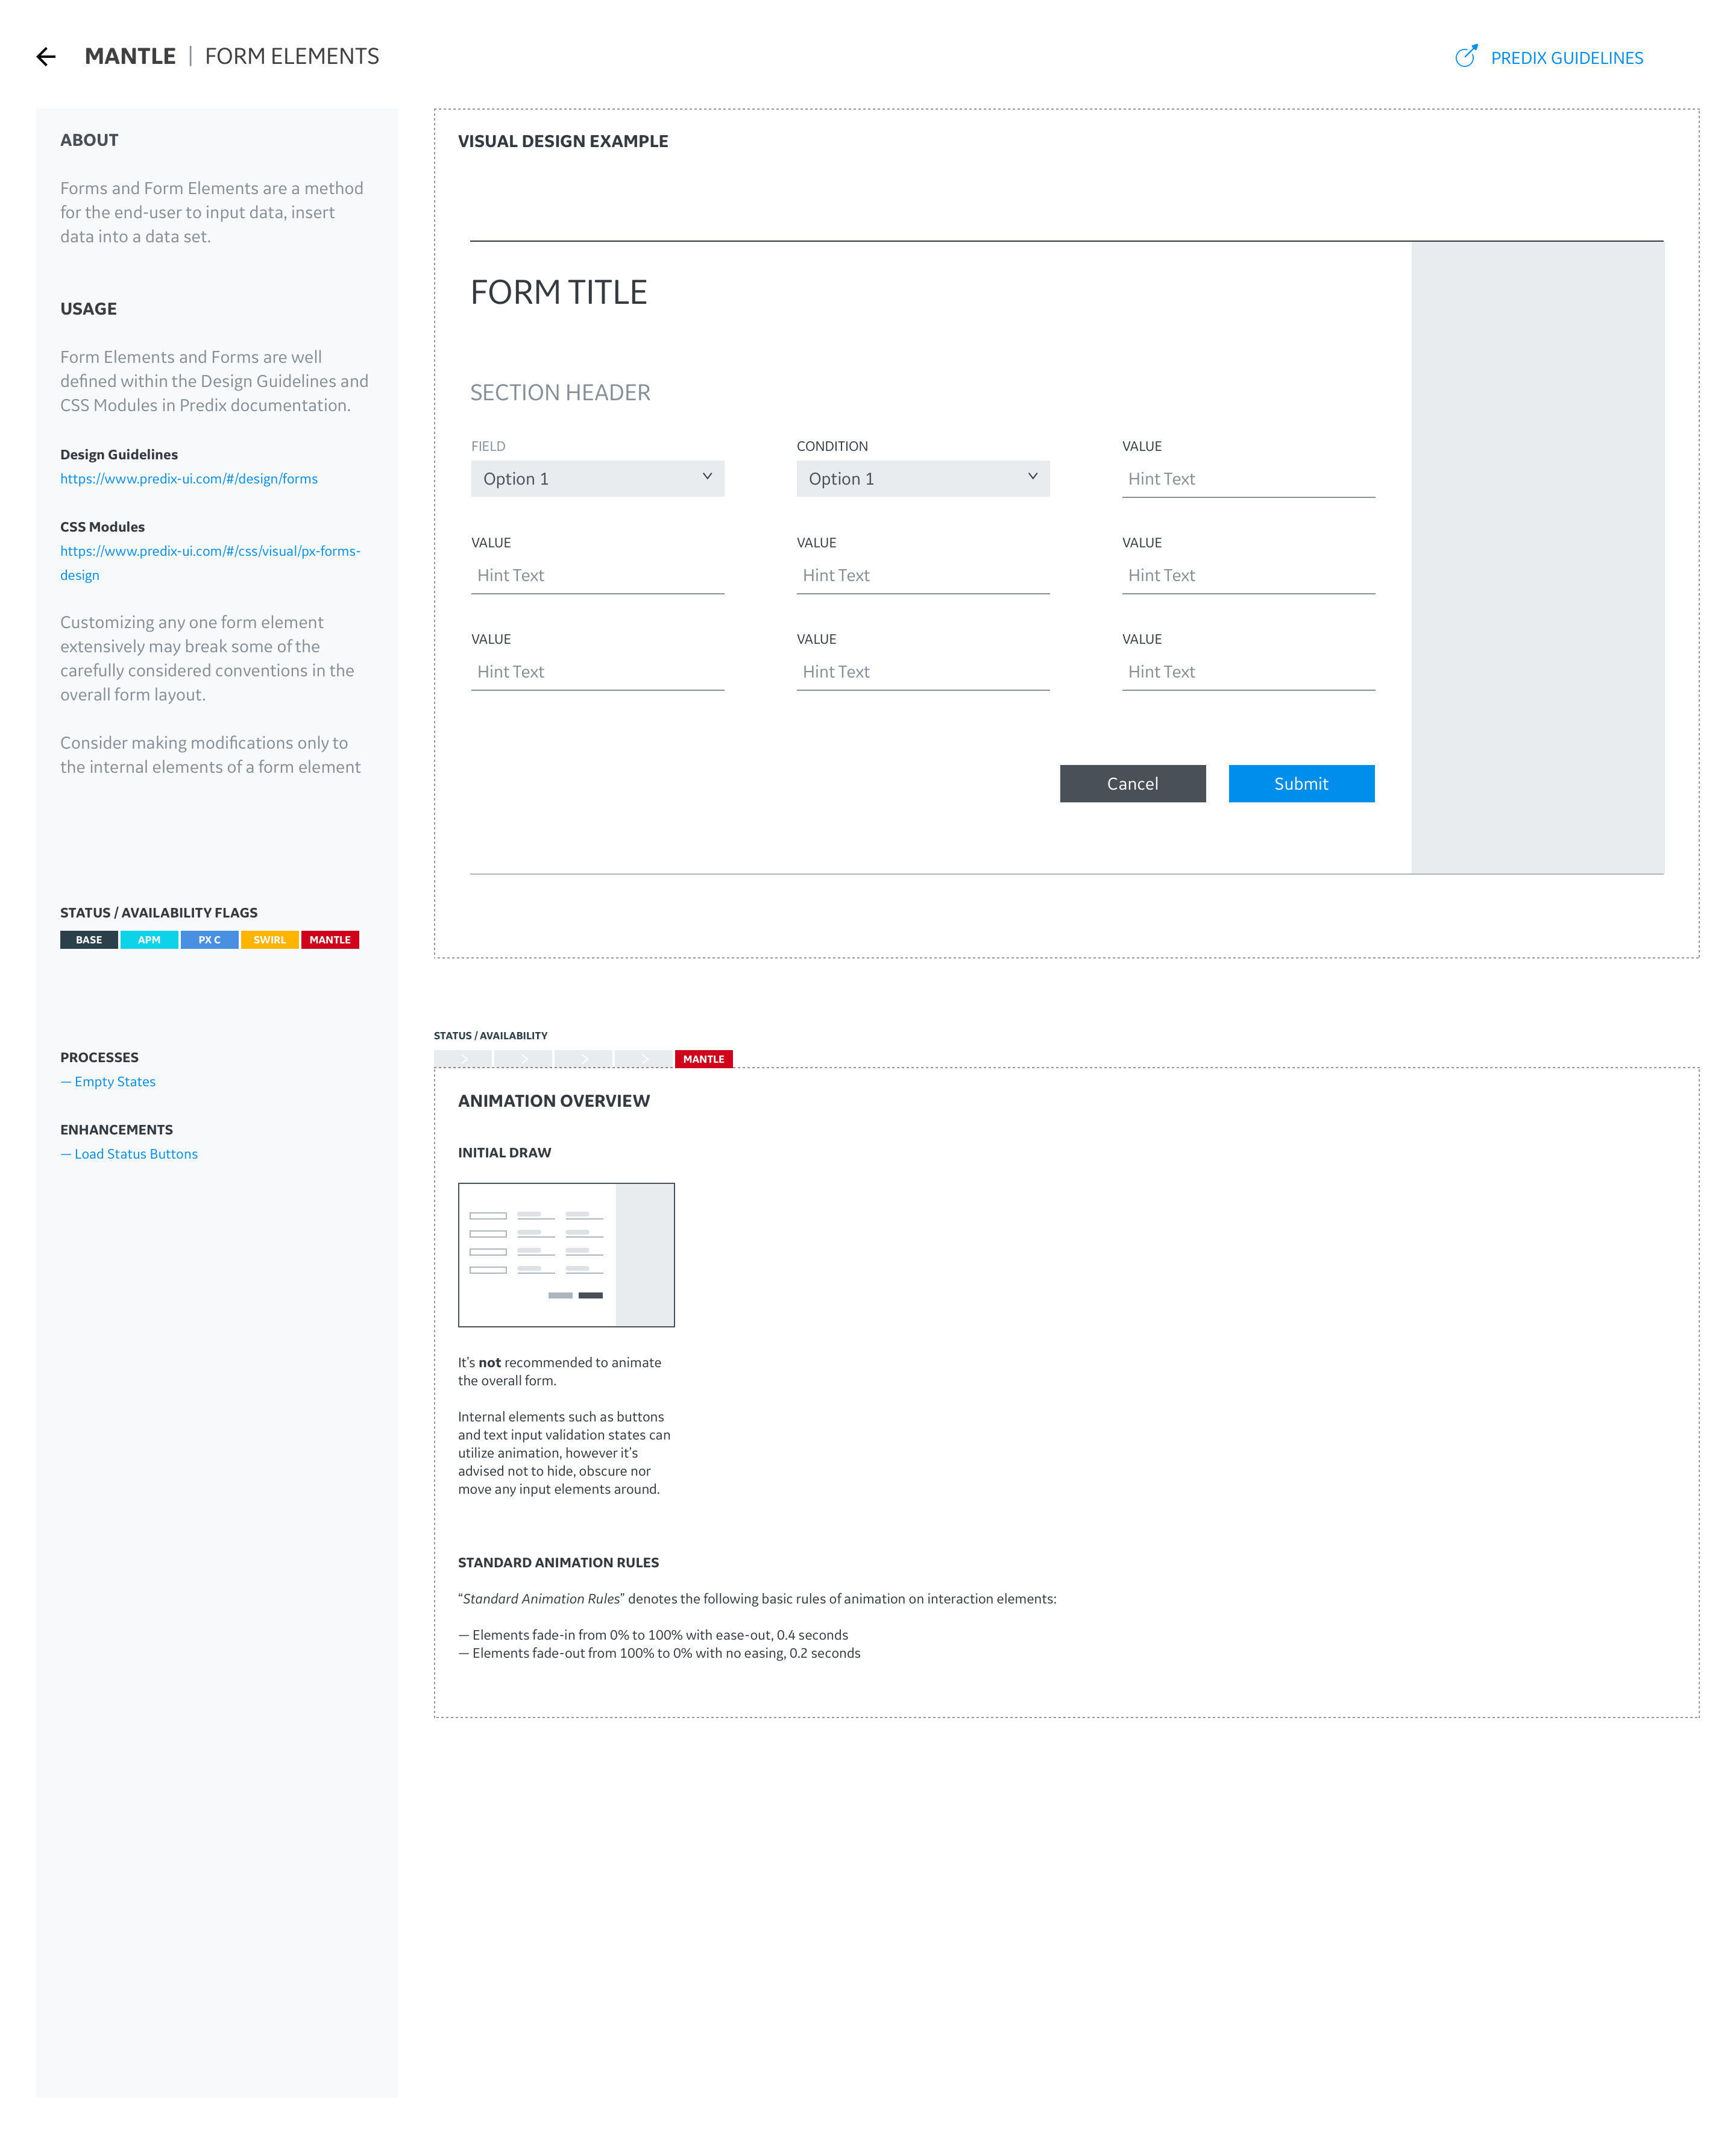 MANTLE | FORM ELEMENTS
PREDIX GUIDELINES
ABOUT
Forms and Form Elements are a method
for the end-user to input data, insert
data into a data set.
USAGE
Form Elements and Forms are well
defined within the Design Guidelines and
CSS Modules in Predix documentation.
Design Guidelines
https://www.predix-ui.com/#/design/forms
CSS Modules
https://www.predix-ui.com/#/css/visual/px-forms-
design
Customizing any one form element
extensively may break some of the
carefully considered conventions in the
overall form layout.
Consider making modifications only to
the internal elements of a form element
STATUS / AVAILABILITY FLAGS
BASE APM PX C SWIRL MANTLE
PROCESSES
— Empty States
ENHANCEMENTS
— Load Status Buttons
VISUAL DESIGN EXAMPLE
FORM TITLE
SECTION HEADER
FIELD CONDITION VALUE
Option 1 Option 1 Hint Text
VALUE VALUE VALUE
Hint Text Hint Text Hint Text
VALUE VALUE VALUE
Hint Text Hint Text Hint Text
Cancel Submit
STATUS / AVAILABILITY
MANTLE
ANIMATION OVERVIEW
INITIAL DRAW
It's not recommended to animate
the overall form.
Internal elements such as buttons
and text input validation states can
utilize animation, however it's
advised not to hide, obscure nor
move any input elements around.
STANDARD ANIMATION RULES
“Standard Animation Rules” denotes the following basic rules of animation on interaction elements:
— Elements fade-in from 0% to 100% with ease-out, 0.4 seconds
— Elements fade-out from 100% to 0% with no easing, 0.2 seconds